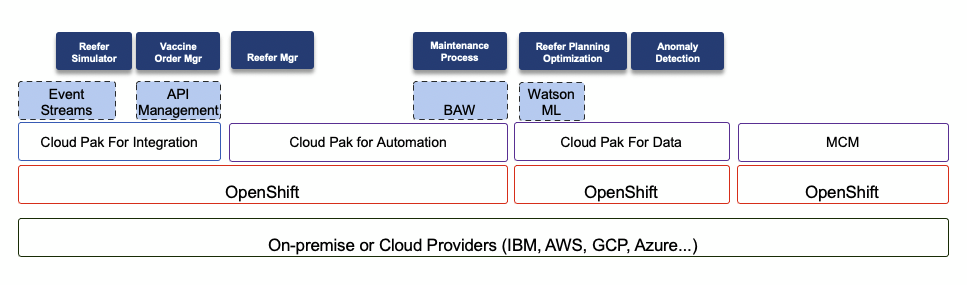 Reefer
Simulator
Vaccine
Order Mgr
Reefer Mgr
Maintenance
Process
Reefer Planning
Optimization
Anomaly
Detection
Event
Streams
API
Management
BAW
Watson
ML
Cloud Pak For Integration
Cloud Pak for Automation
Cloud Pak For Data
MCM
OpenShift
OpenShift
OpenShift
On-premise or Cloud Providers (IBM, AWS, GCP, Azure...)